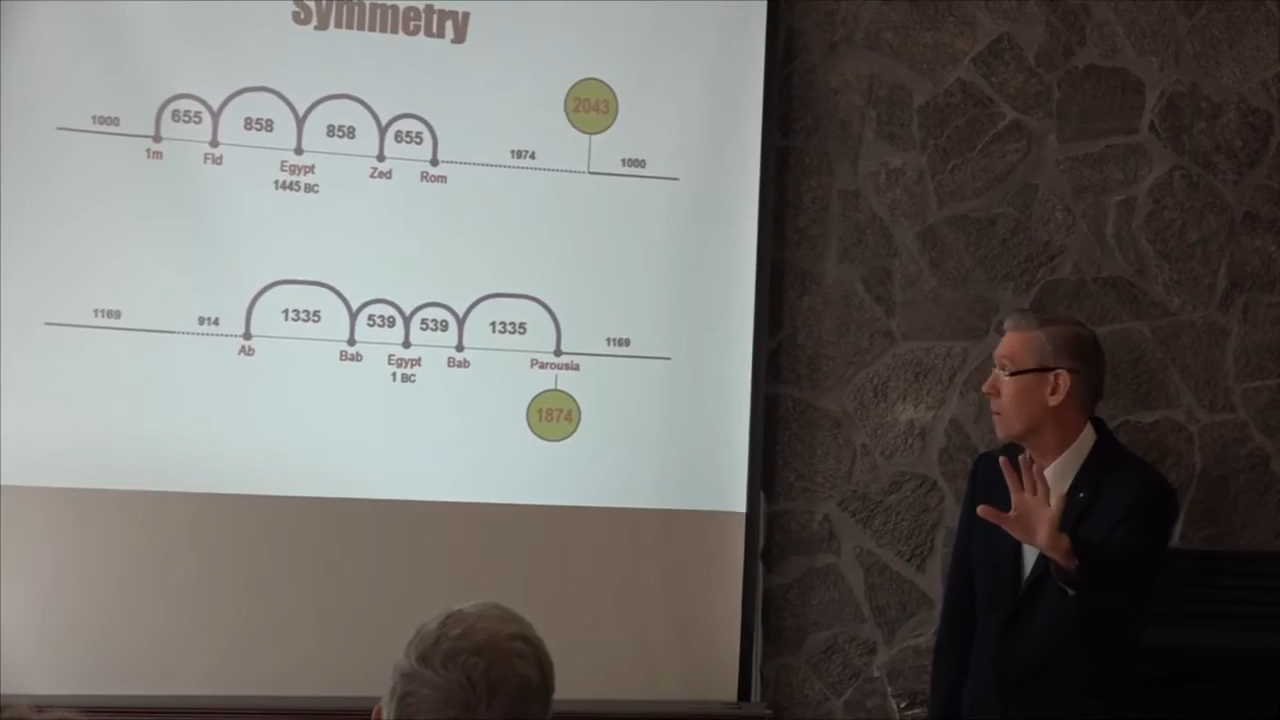 Symmetry
2043
1000
655
858
858
655
1974
1000
1m
Fld
Egypt
1445 BC
Zed
Rom
1169
914
1335
539
539
1335
1169
Ab
Bab
Egypt
1 BC
Bab
Parousia
1874